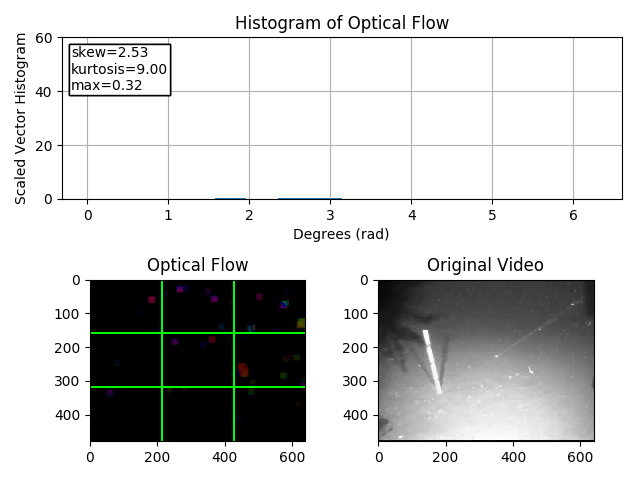 Histogram of Optical Flow
60
skew=2.53
kurtosis=9.00
max=0.32
40
20
0
Scaled Vector Histogram
0 1 2 3 4 5 6
Degrees (rad)
Optical Flow
0
100
200
300
400
0 200 400 600
Original Video
0
100
200
300
400
0 200 400 600